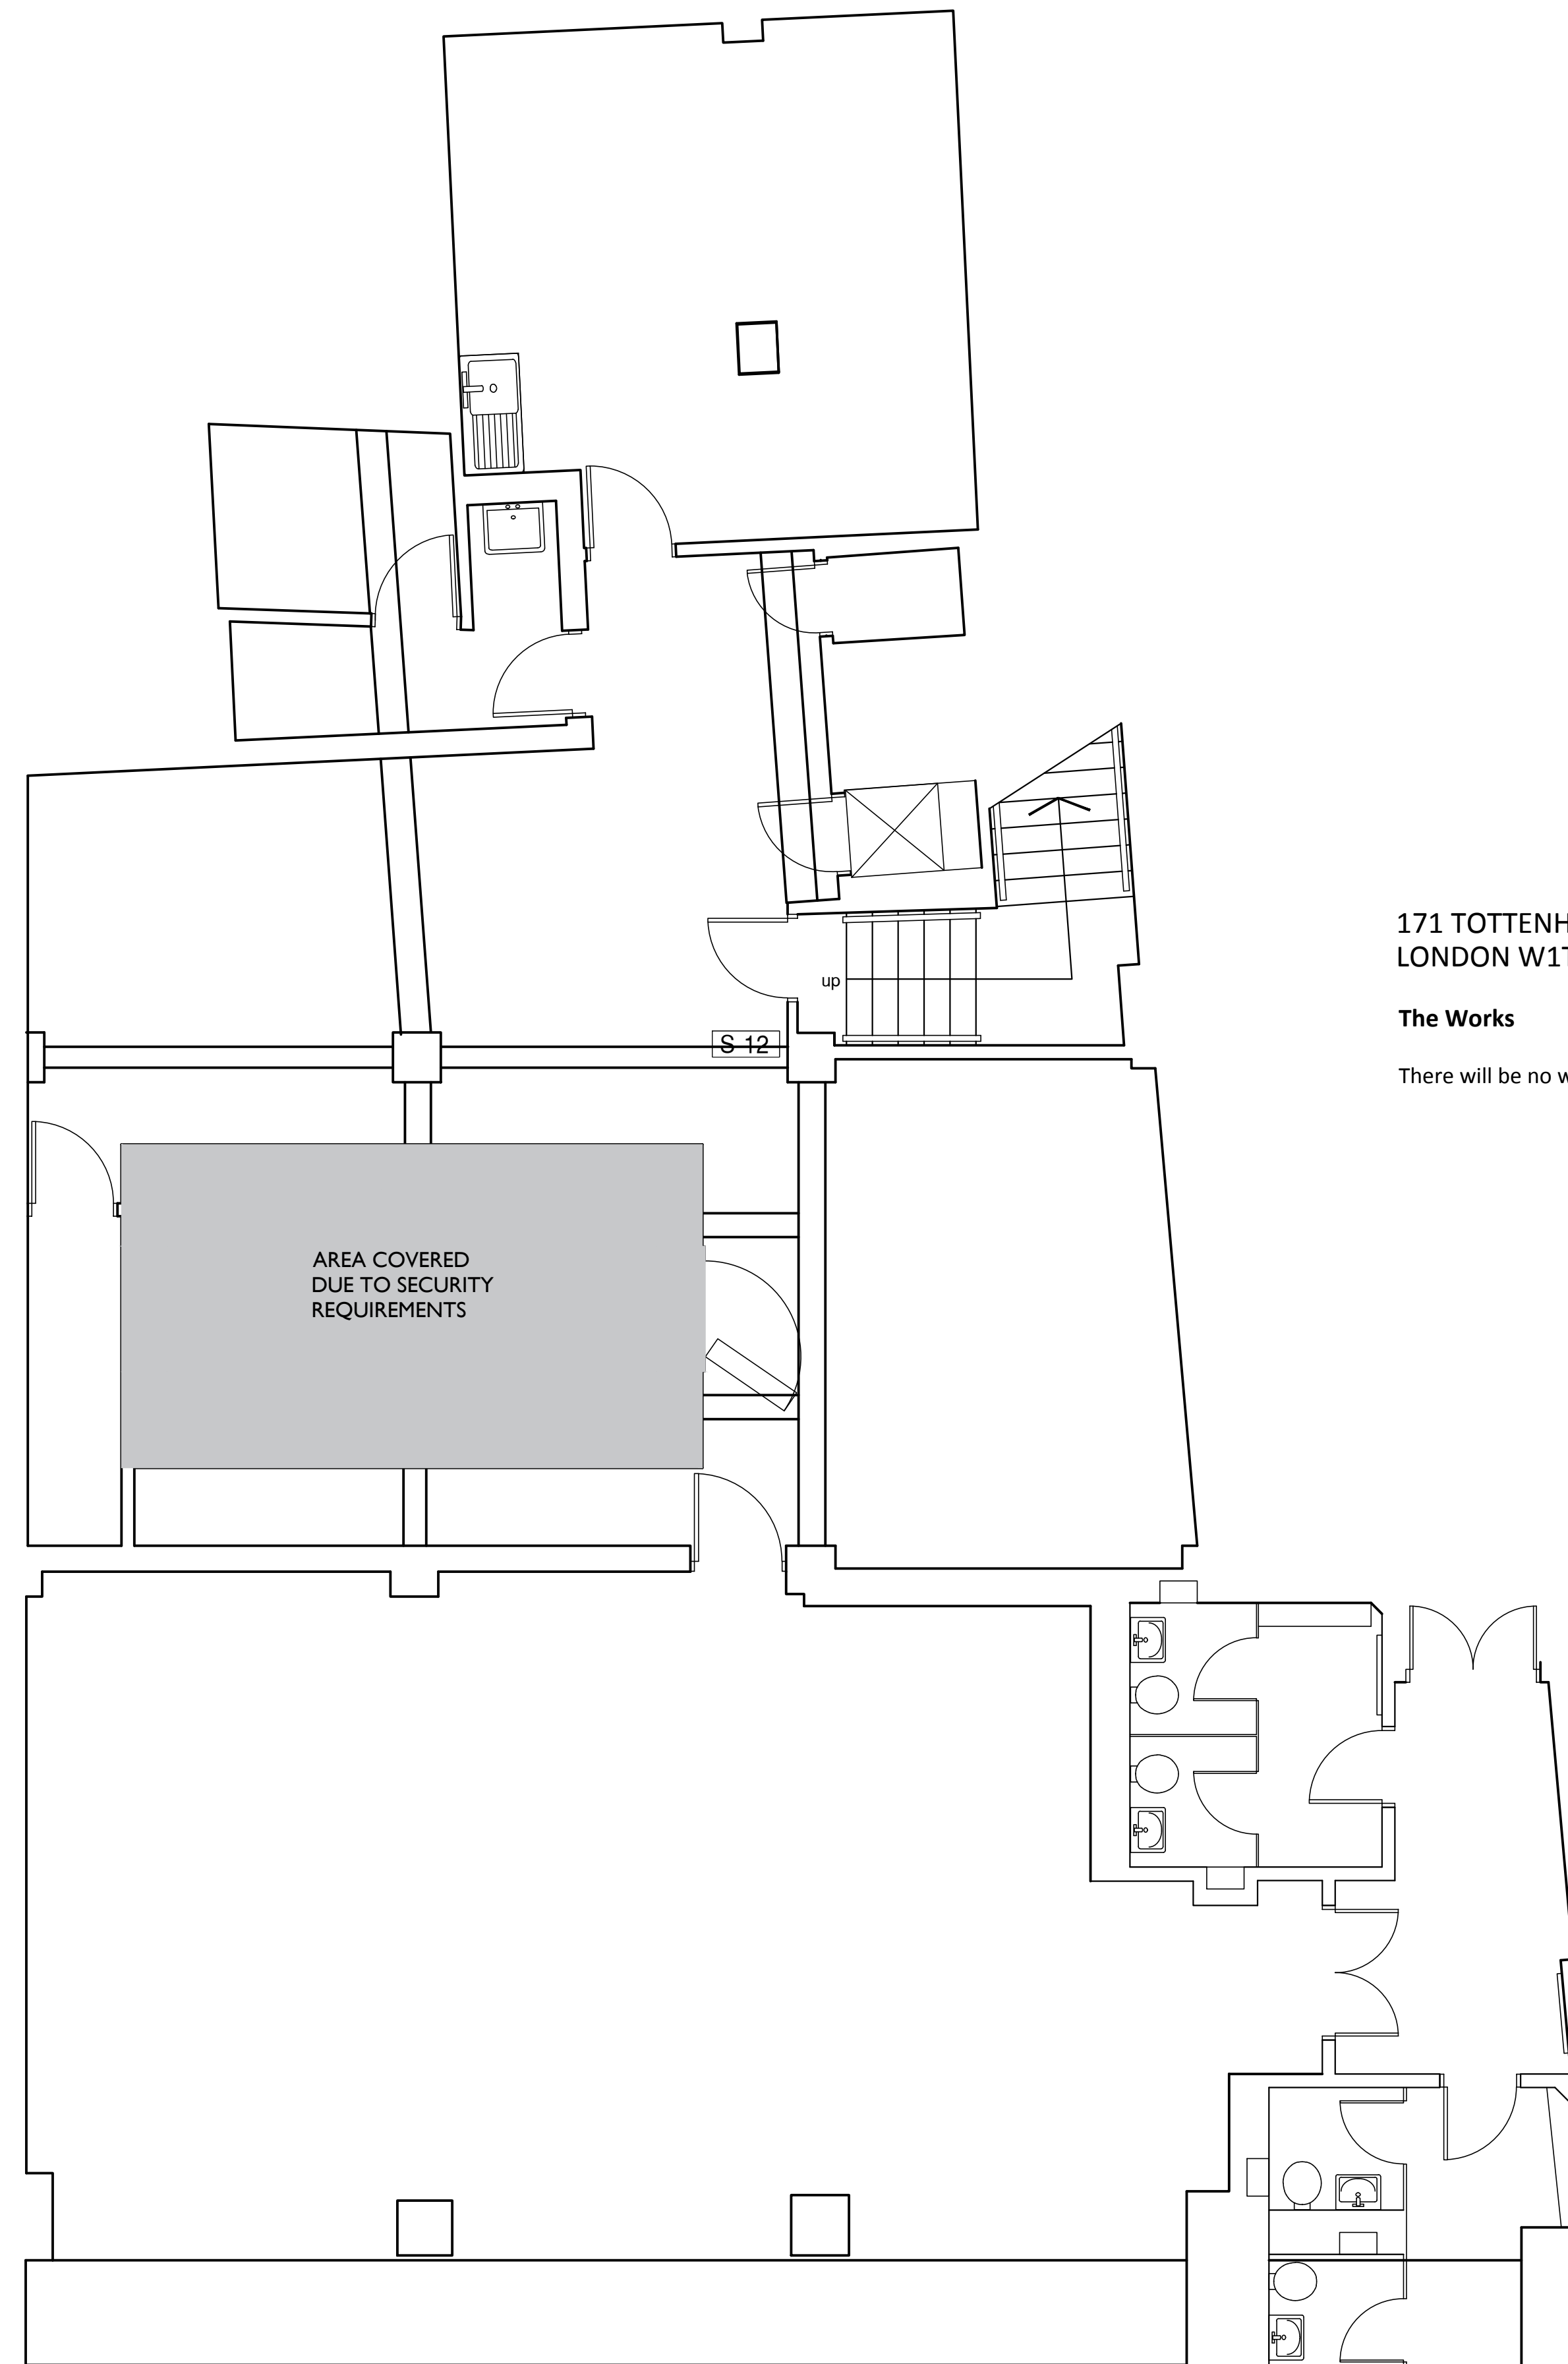 171 TOTTENH
LONDON W1T
The Works
There will be no w
up
S 12
AREA COVERED
DUE TO SECURITY
REQUIREMENTS